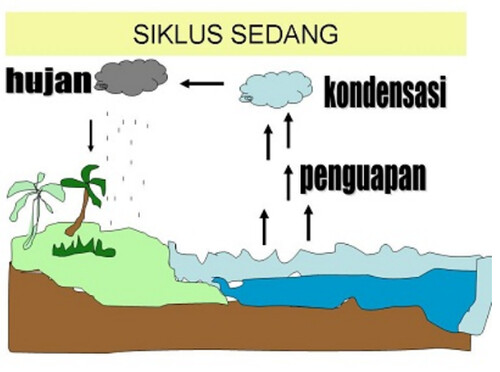 SIKLUS SEDANG
hujan
kondensasi
penguapan